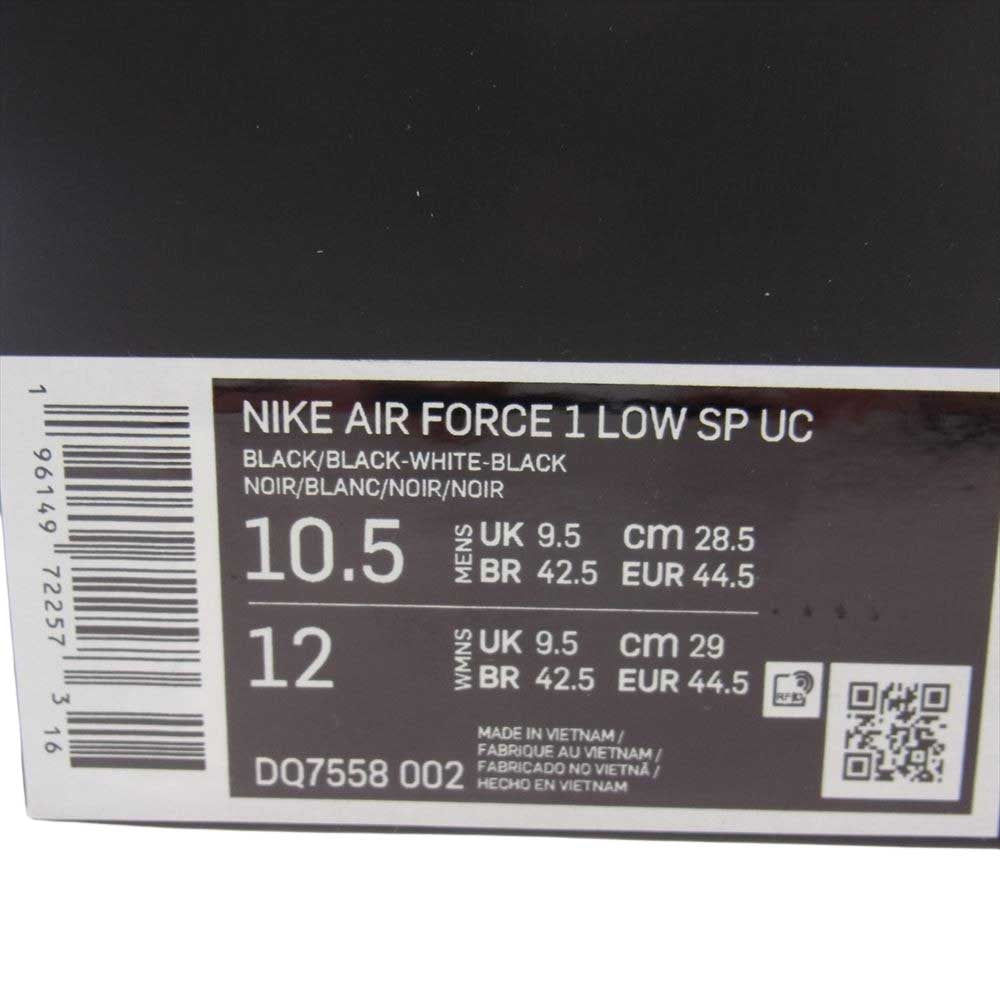 NIKE AIR FORCE 1 LOW SP UC
BLACK/BLACK-WHITE-BLACK
NOIR/BLANC/NOIR/NOIR
10.5 MENS UK 9.5 cm 28.5
BR 42.5 EUR 44.5
12 WMNS UK 9.5 cm 29
BR 42.5 EUR 44.5
RFID
MADE IN VIETNAM /
FABRIQUE AU VIETNAM /
FABRICADO NO VIETNÃ /
HECHO EN VIETNAM
DQ7558 002
1 96149 72257 3 16